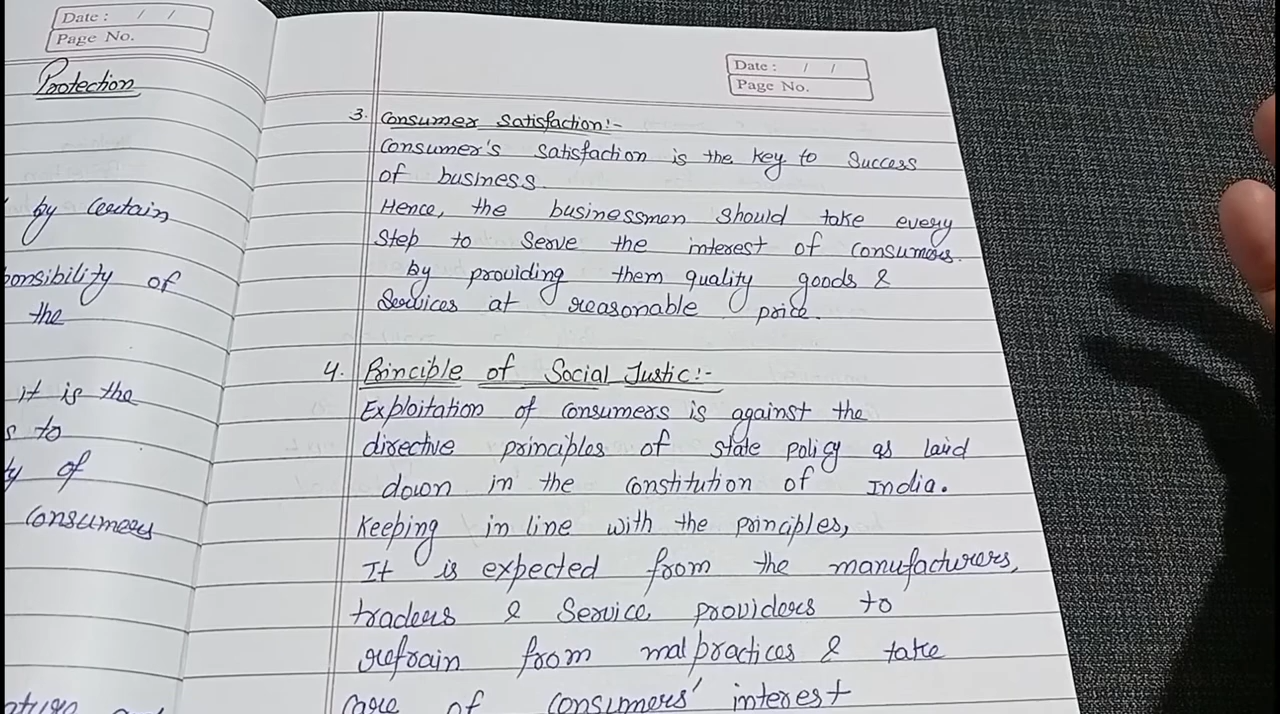 Date : / /
Page No.
Protection
by certain
onsibility of
the
it is the
s to
ty of
Consumers
Date : / /
Page No.
3. Consumer Satisfaction:-
Consumer's satisfaction is the key to success
of business.
Hence, the businessmen should take every
step to serve the interest of consumers.
by providing them quality goods &
services at reasonable price.
4. Principle of Social Justic:-
Exploitation of consumers is against the
directive principles of state policy as laid
down in the constitution of India.
Keeping in line with the principles,
It is expected from the manufacturers,
traders & service providers to
refrain from malpractices & take
care of consumers' interest